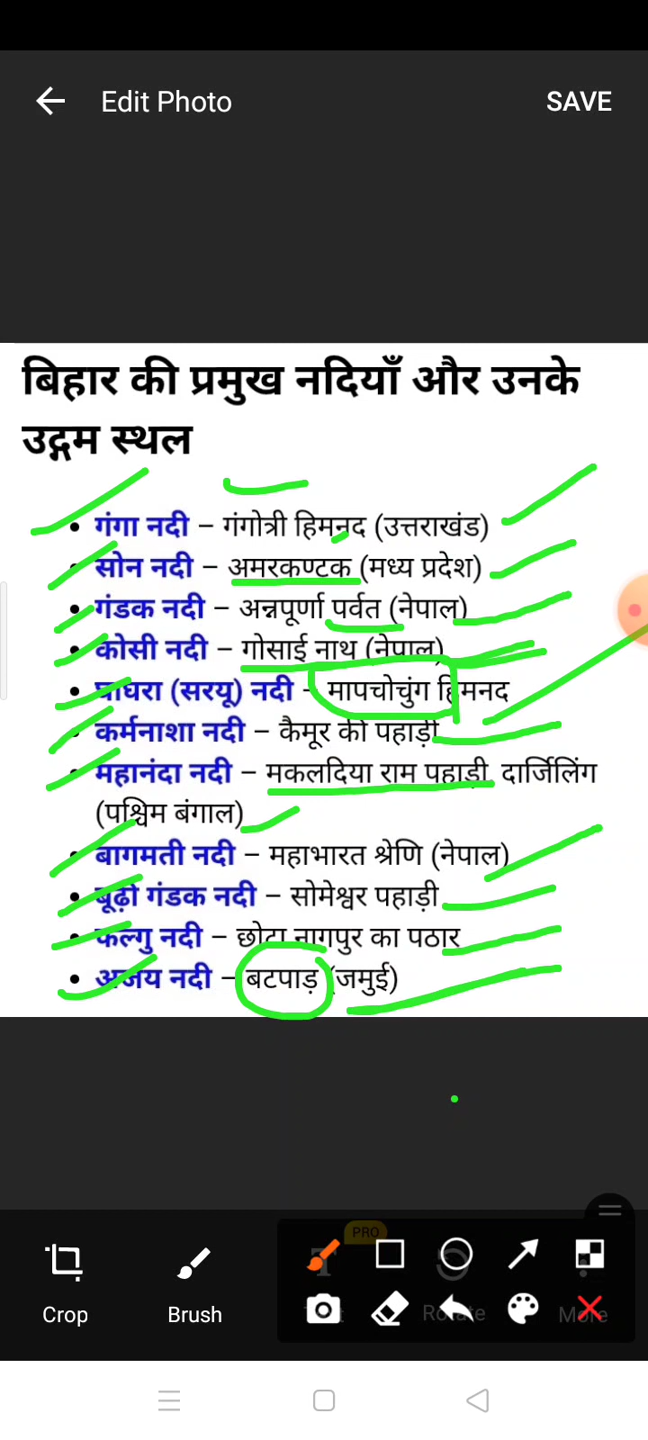 Edit Photo
SAVE
बिहार की प्रमुख नदियाँ और उनके
उद्गम स्थल
• गंगा नदी – गंगोत्री हिमनद (उत्तराखंड)
• सोन नदी – अमरकण्टक (मध्य प्रदेश)
• गंडक नदी – अन्नपूर्णा पर्वत (नेपाल)
• कोसी नदी – गोसाई नाथ (नेपाल)
• घाघरा (सरयू) नदी – मापचोचुंग हिमनद
• कर्मनाशा नदी – कैमूर की पहाड़ी
• महानंदा नदी – मकलदिया राम पहाड़ी, दार्जिलिंग
(पश्चिम बंगाल)
• बागमती नदी – महाभारत श्रेणि (नेपाल)
• बूढ़ी गंडक नदी – सोमेश्वर पहाड़ी
• फल्गु नदी – छोटा नागपुर का पठार
• अजय नदी – बटपाड़ (जमुई)
PRO
Crop
Brush
Rotate
More